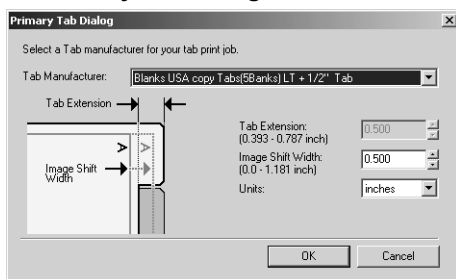 Primary Tab Dialog
Select a Tab manufacturer for your tab print job.
Tab Manufacturer: Blanks USA copy Tabs(5Banks) LT + 1/2" Tab
Tab Extension
A A
Image Shift
Width
Tab Extension: 0.500
(0.393 - 0.787 inch)
Image Shift Width: 0.500
(0.0 - 1.181 inch)
Units: inches
OK Cancel